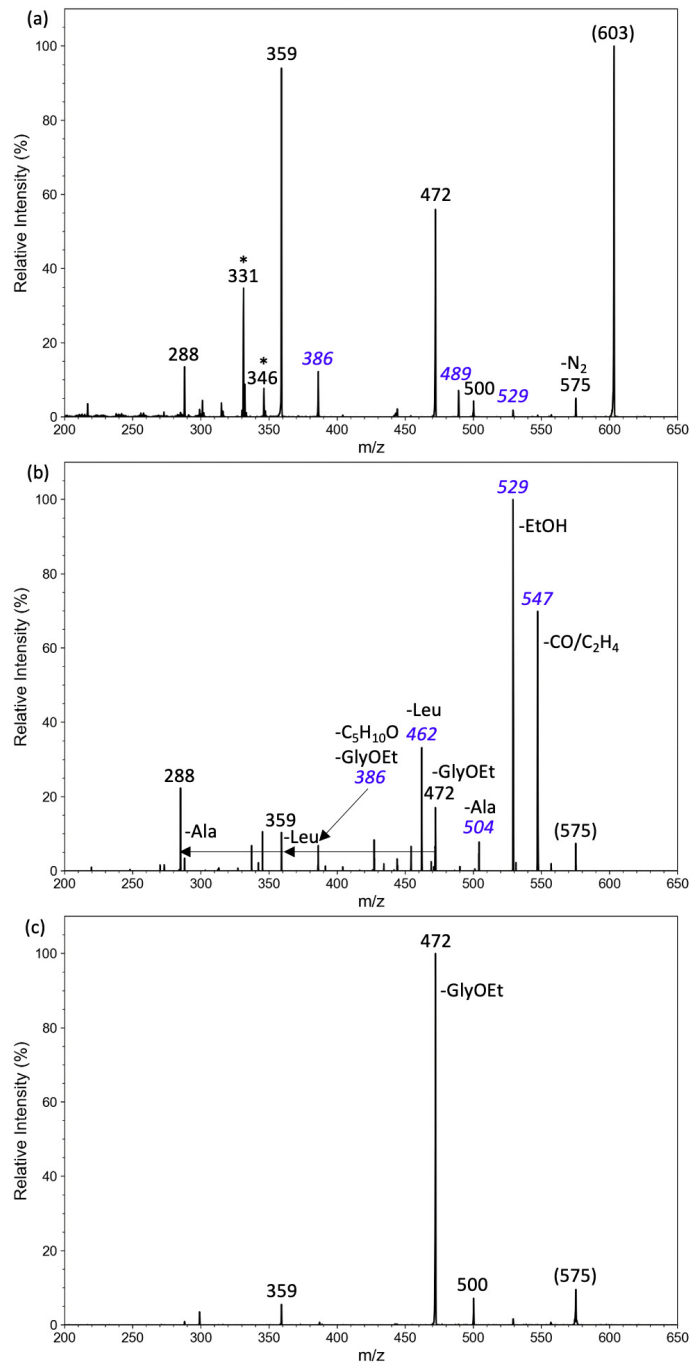 (a)
(603)
359
472
*
331
288
*
346
386
489
500
529
-N₂
575
100
80
60
40
20
0
Relative Intensity (%)
200 250 300 350 400 450 500 550 600 650
m/z
(b)
529
-EtOH
547
-CO/C₂H₄
-Leu
462
-C₅H₁₀O
-GlyOEt
386
-GlyOEt
472
-Ala
504
288
-Ala
359
-Leu
(575)
100
80
60
40
20
0
Relative Intensity (%)
200 250 300 350 400 450 500 550 600 650
m/z
(c)
472
-GlyOEt
359
500
(575)
100
80
60
40
20
0
Relative Intensity (%)
200 250 300 350 400 450 500 550 600 650
m/z